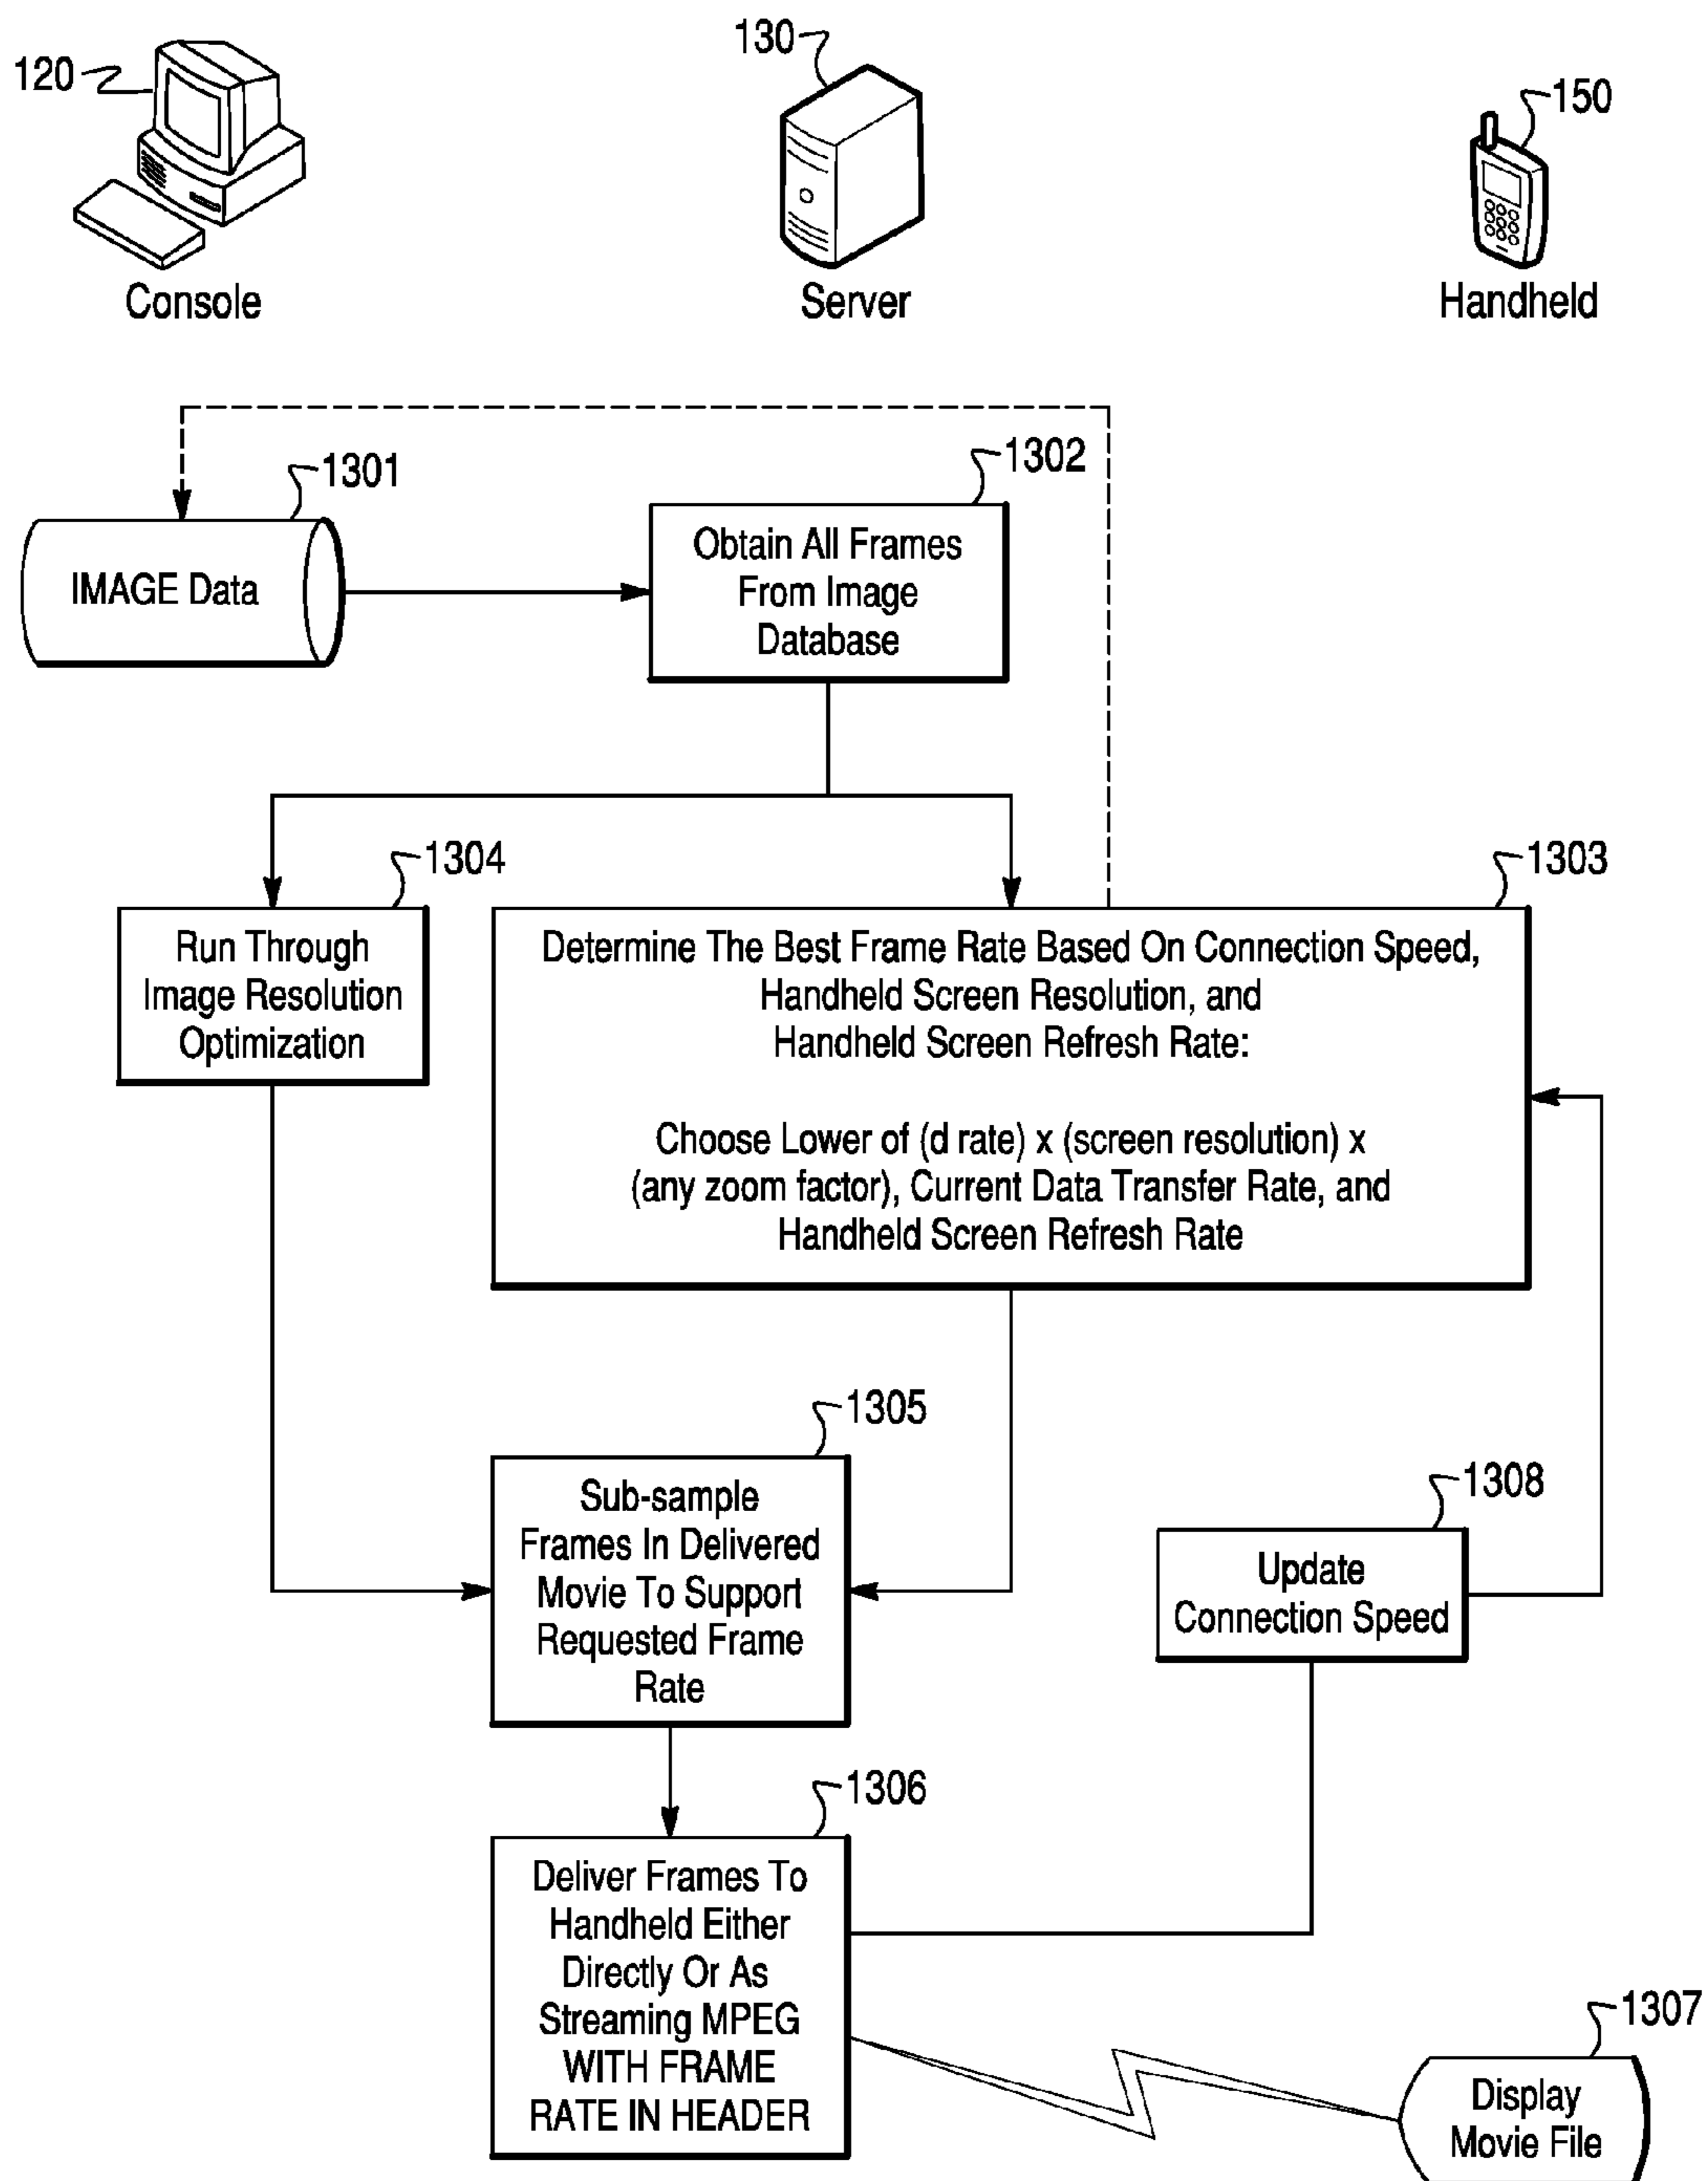 120
130
150
Console
Server
Handheld
1301
1302
IMAGE Data
Obtain All Frames
From Image
Database
1304
1303
Run Through
Image Resolution
Optimization
Determine The Best Frame Rate Based On Connection Speed,
Handheld Screen Resolution, and
Handheld Screen Refresh Rate:
Choose Lower of (d rate) x (screen resolution) x
(any zoom factor), Current Data Transfer Rate, and
Handheld Screen Refresh Rate
1305
Sub-sample
Frames In Delivered
Movie To Support
Requested Frame
Rate
1308
Update
Connection Speed
1306
Deliver Frames To
Handheld Either
Directly Or As
Streaming MPEG
WITH FRAME
RATE IN HEADER
1307
Display
Movie File